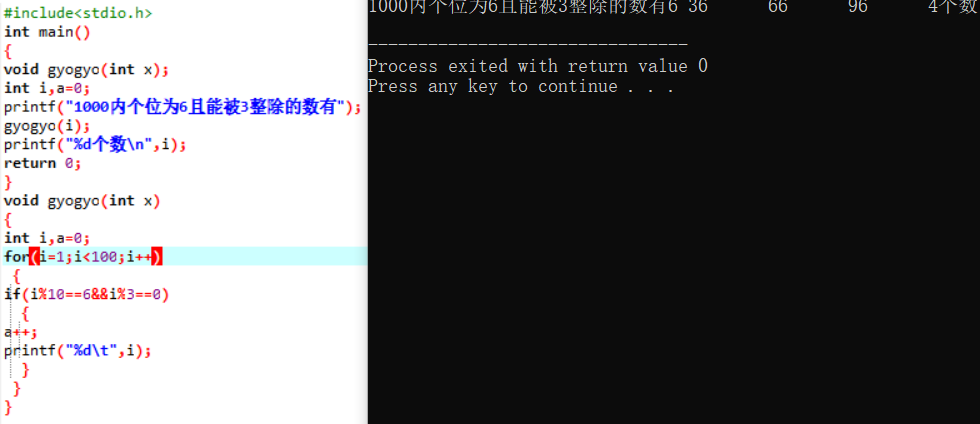 #include<stdio.h>
int main()
{
void gyogyo(int x);
int i,a=0;
printf("1000内个位为6且能被3整除的数有");
gyogyo(i);
printf("%d个数\n",i);
return 0;
}
void gyogyo(int x)
{
int i,a=0;
for(i=1;i<100;i++)
{
if(i%10==6&&i%3==0)
{
a++;
printf("%d\t",i);
}
}
}
1000内个位为6且能被3整除的数有6 36 66 96 4个数
--------------------------------
Process exited with return value 0
Press any key to continue . . .